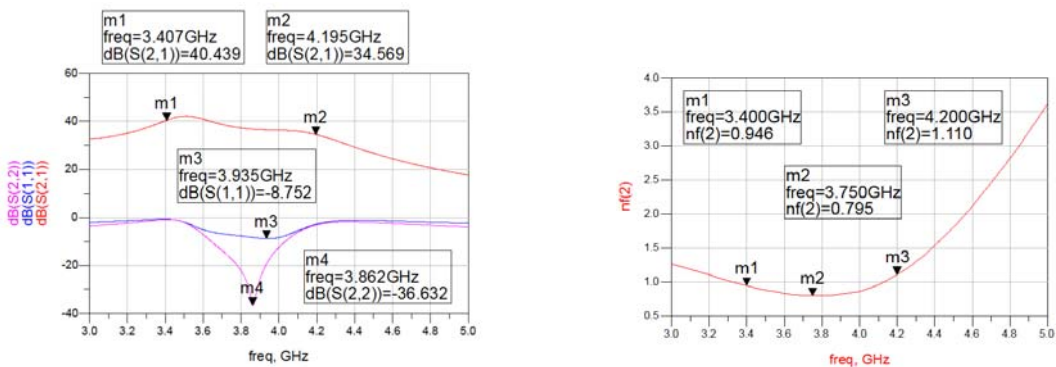 m1
freq=3.407GHz
dB(S(2,1))=40.439
m2
freq=4.195GHz
dB(S(2,1))=34.569
60
40
20
0
-20
-40
m1
m2
m3
freq=3.935GHz
dB(S(1,1))=-8.752
m3
m4
freq=3.862GHz
dB(S(2,2))=-36.632
m4
dB(S(2,2))
dB(S(1,1))
dB(S(2,1))
3.0 3.2 3.4 3.6 3.8 4.0 4.2 4.4 4.6 4.8 5.0
freq, GHz
4.0
3.5
3.0
2.5
2.0
1.5
1.0
0.5
nf(2)
m1
freq=3.400GHz
nf(2)=0.946
m3
freq=4.200GHz
nf(2)=1.110
m2
freq=3.750GHz
nf(2)=0.795
m1
m2
m3
3.0 3.2 3.4 3.6 3.8 4.0 4.2 4.4 4.6 4.8 5.0
freq, GHz